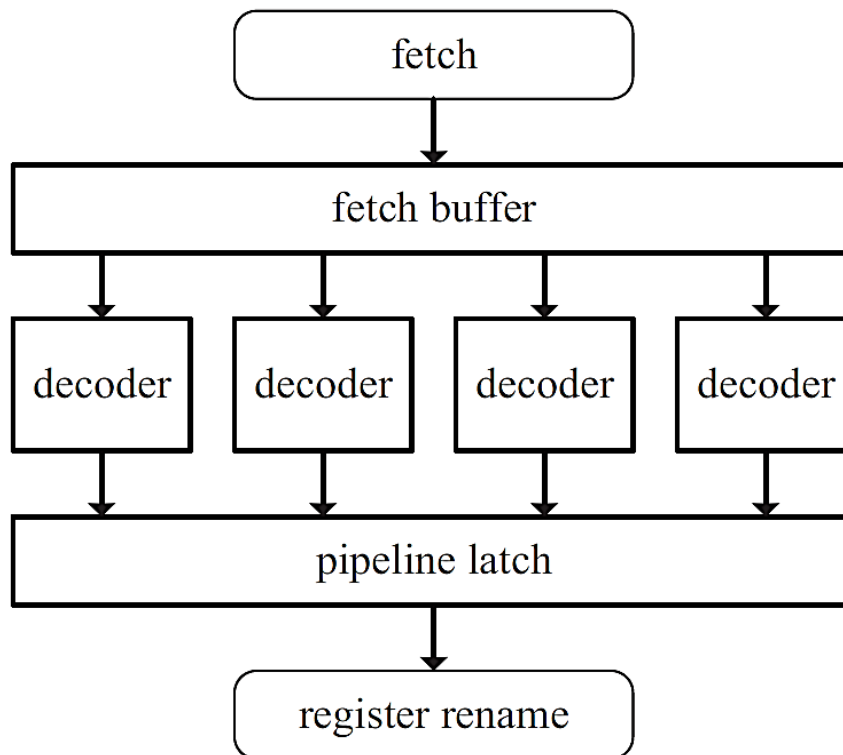 fetch
fetch buffer
decoder decoder decoder decoder
pipeline latch
register rename